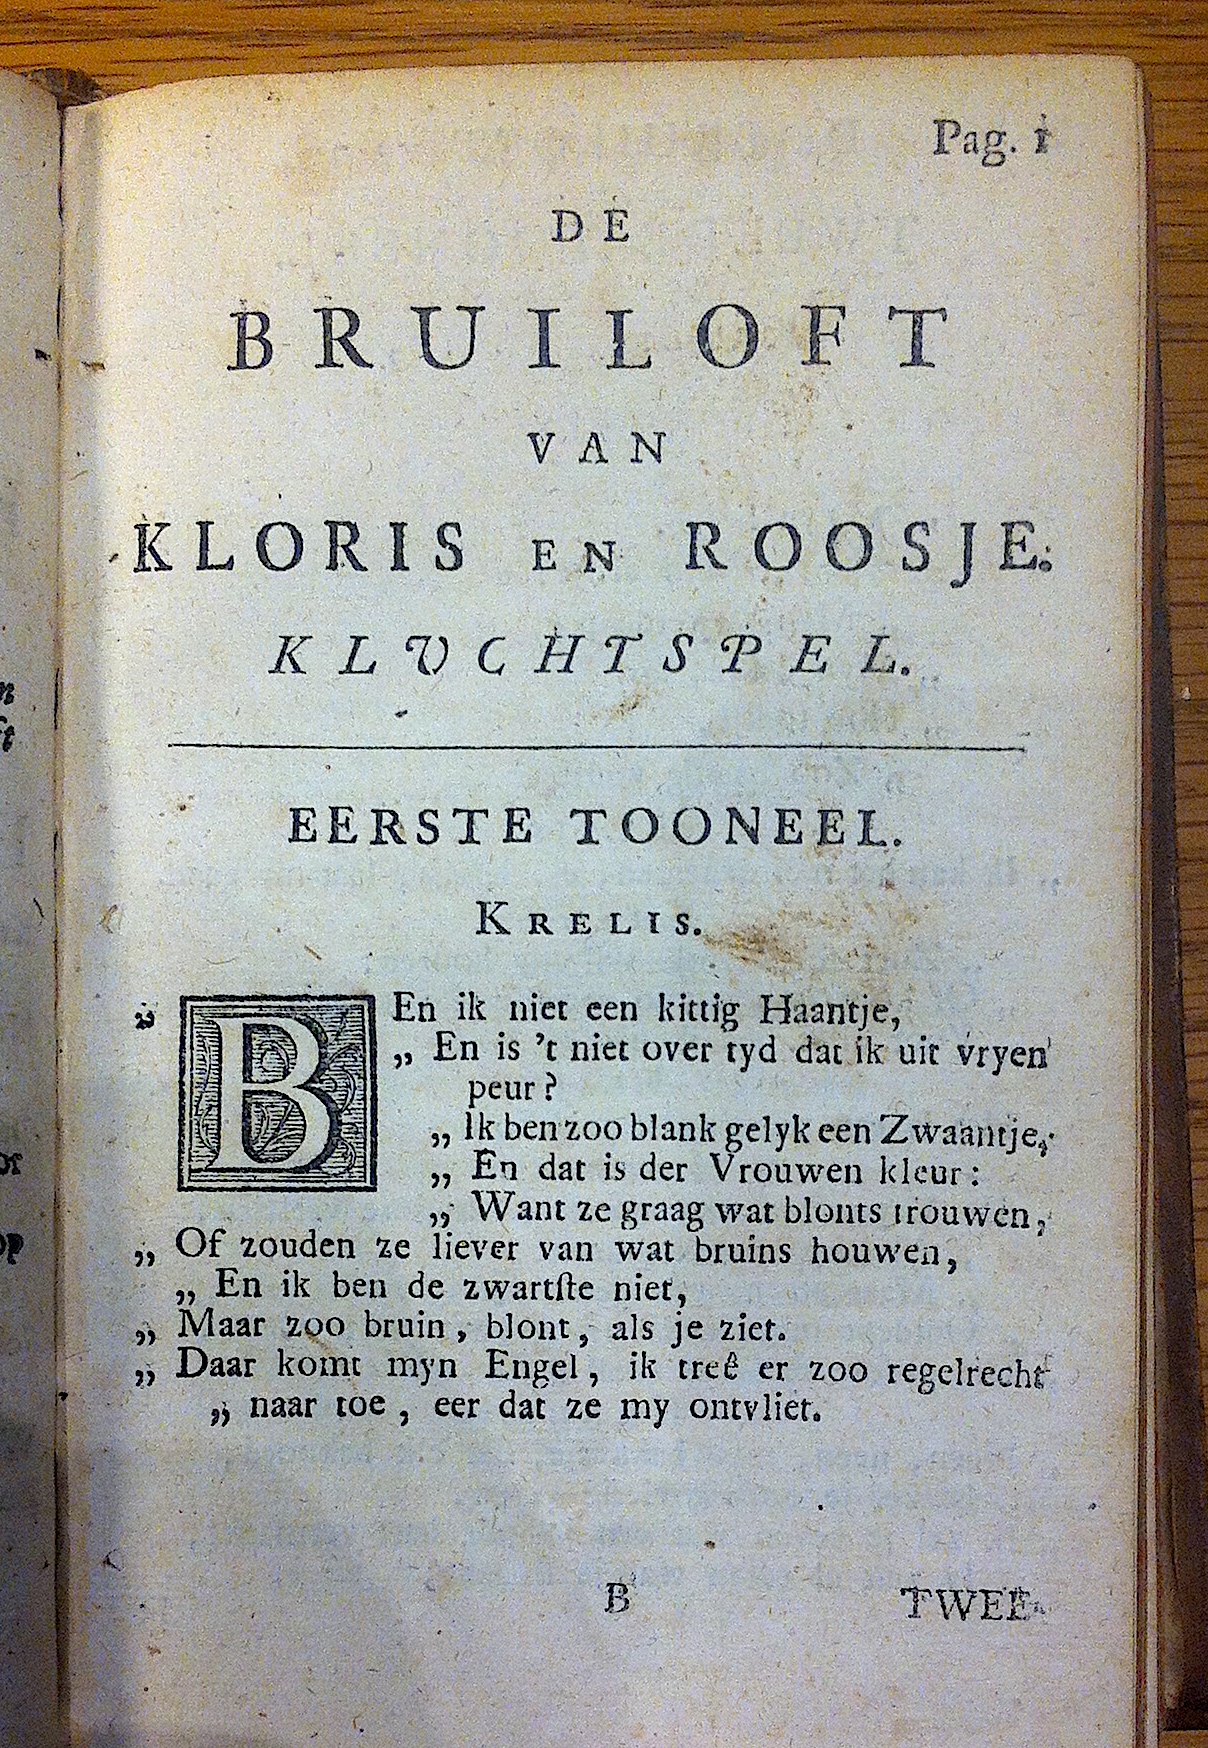 Pag. 1
DE
BRUILOFT
VAN
KLORIS EN ROOSJE.
KLVCHTSPEL.
EERSTE TOONEEL.
KRELIS.
„ BEn ik niet een kittig Haantje,
„ En is 't niet over tyd dat ik uit vryen
peur?
„ Ik ben zoo blank gelyk een Zwaantje,
„ En dat is der Vrouwen kleur:
„ Want ze graag wat blonts trouwen,
„ Of zouden ze liever van wat bruins houwen,
„ En ik ben de zwartſte niet,
„ Maar zoo bruin, blont, als je ziet.
„ Daar komt myn Engel, ik treê er zoo regelrecht
„ naar toe, eer dat ze my ontvliet.
B TWEE-